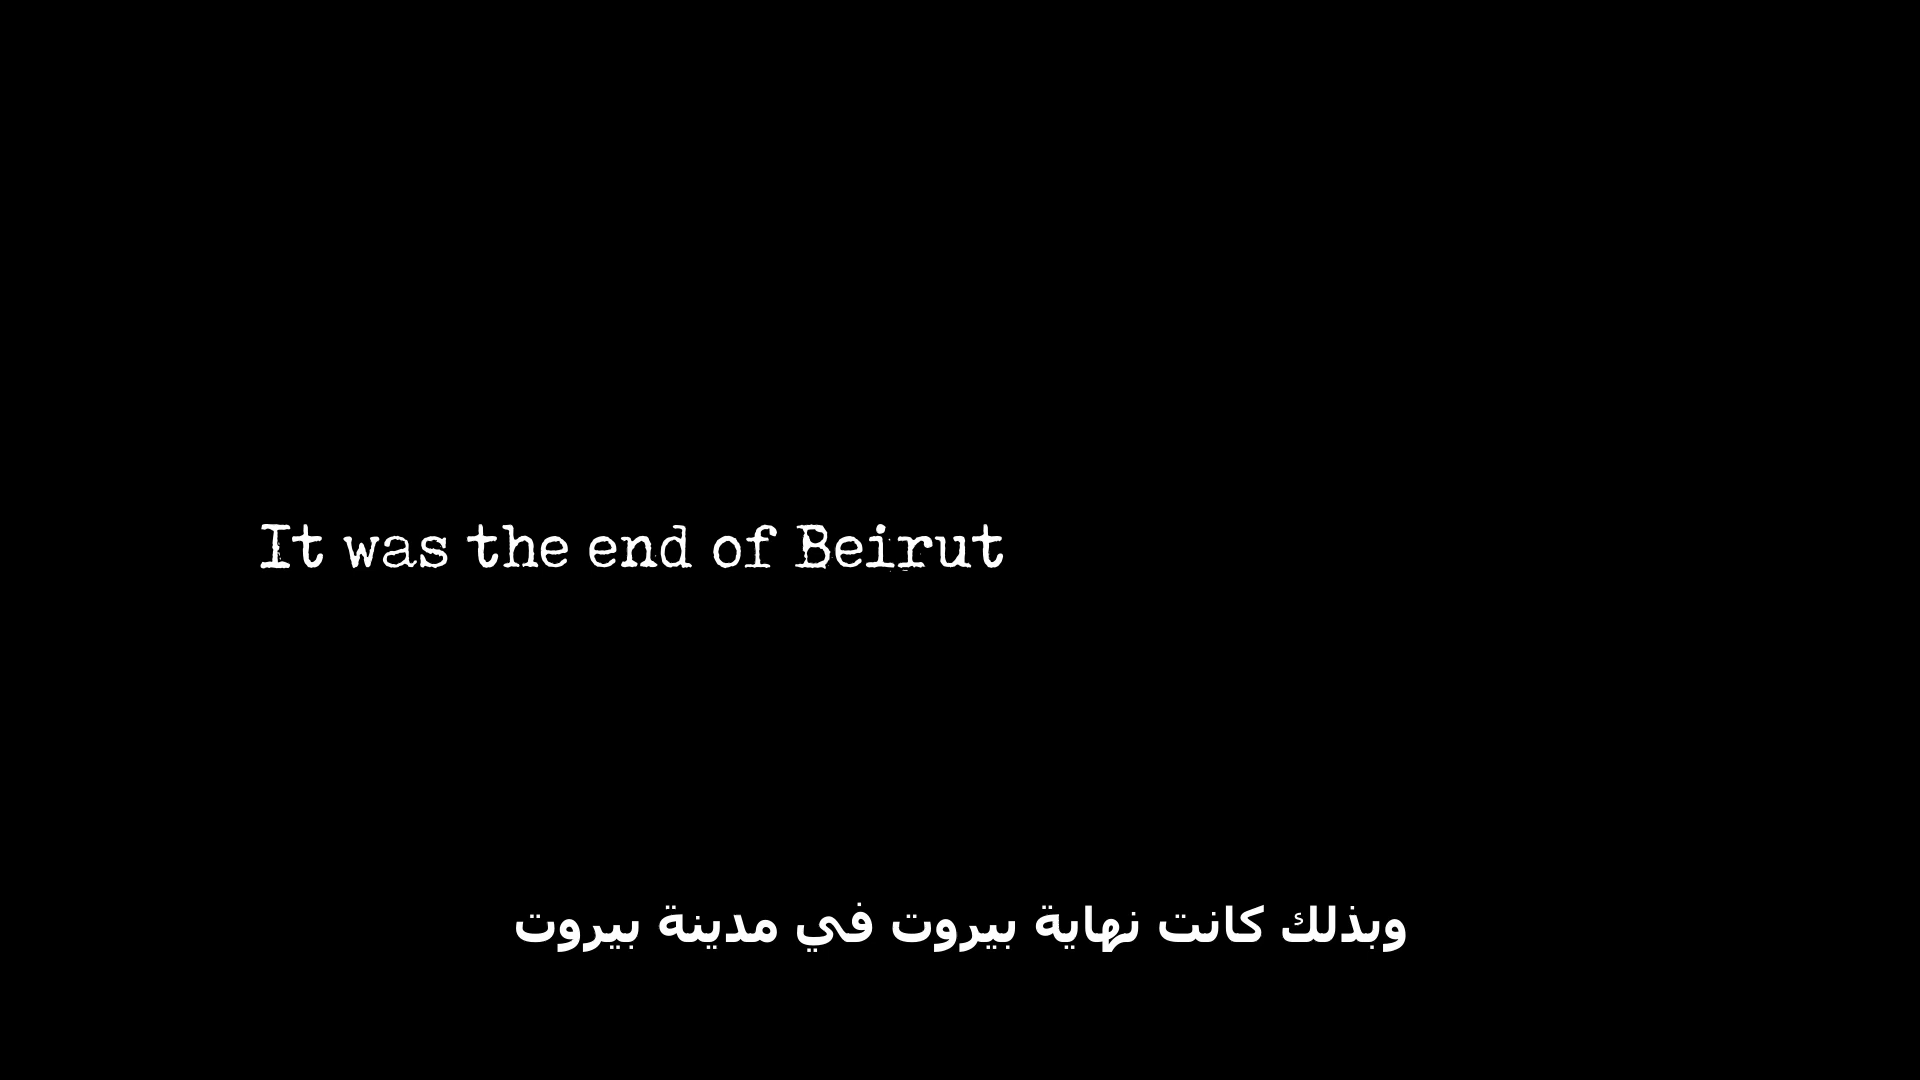 It was the end of Beirut
وبذلك كانت نهاية بيروت في مدينة بيروت